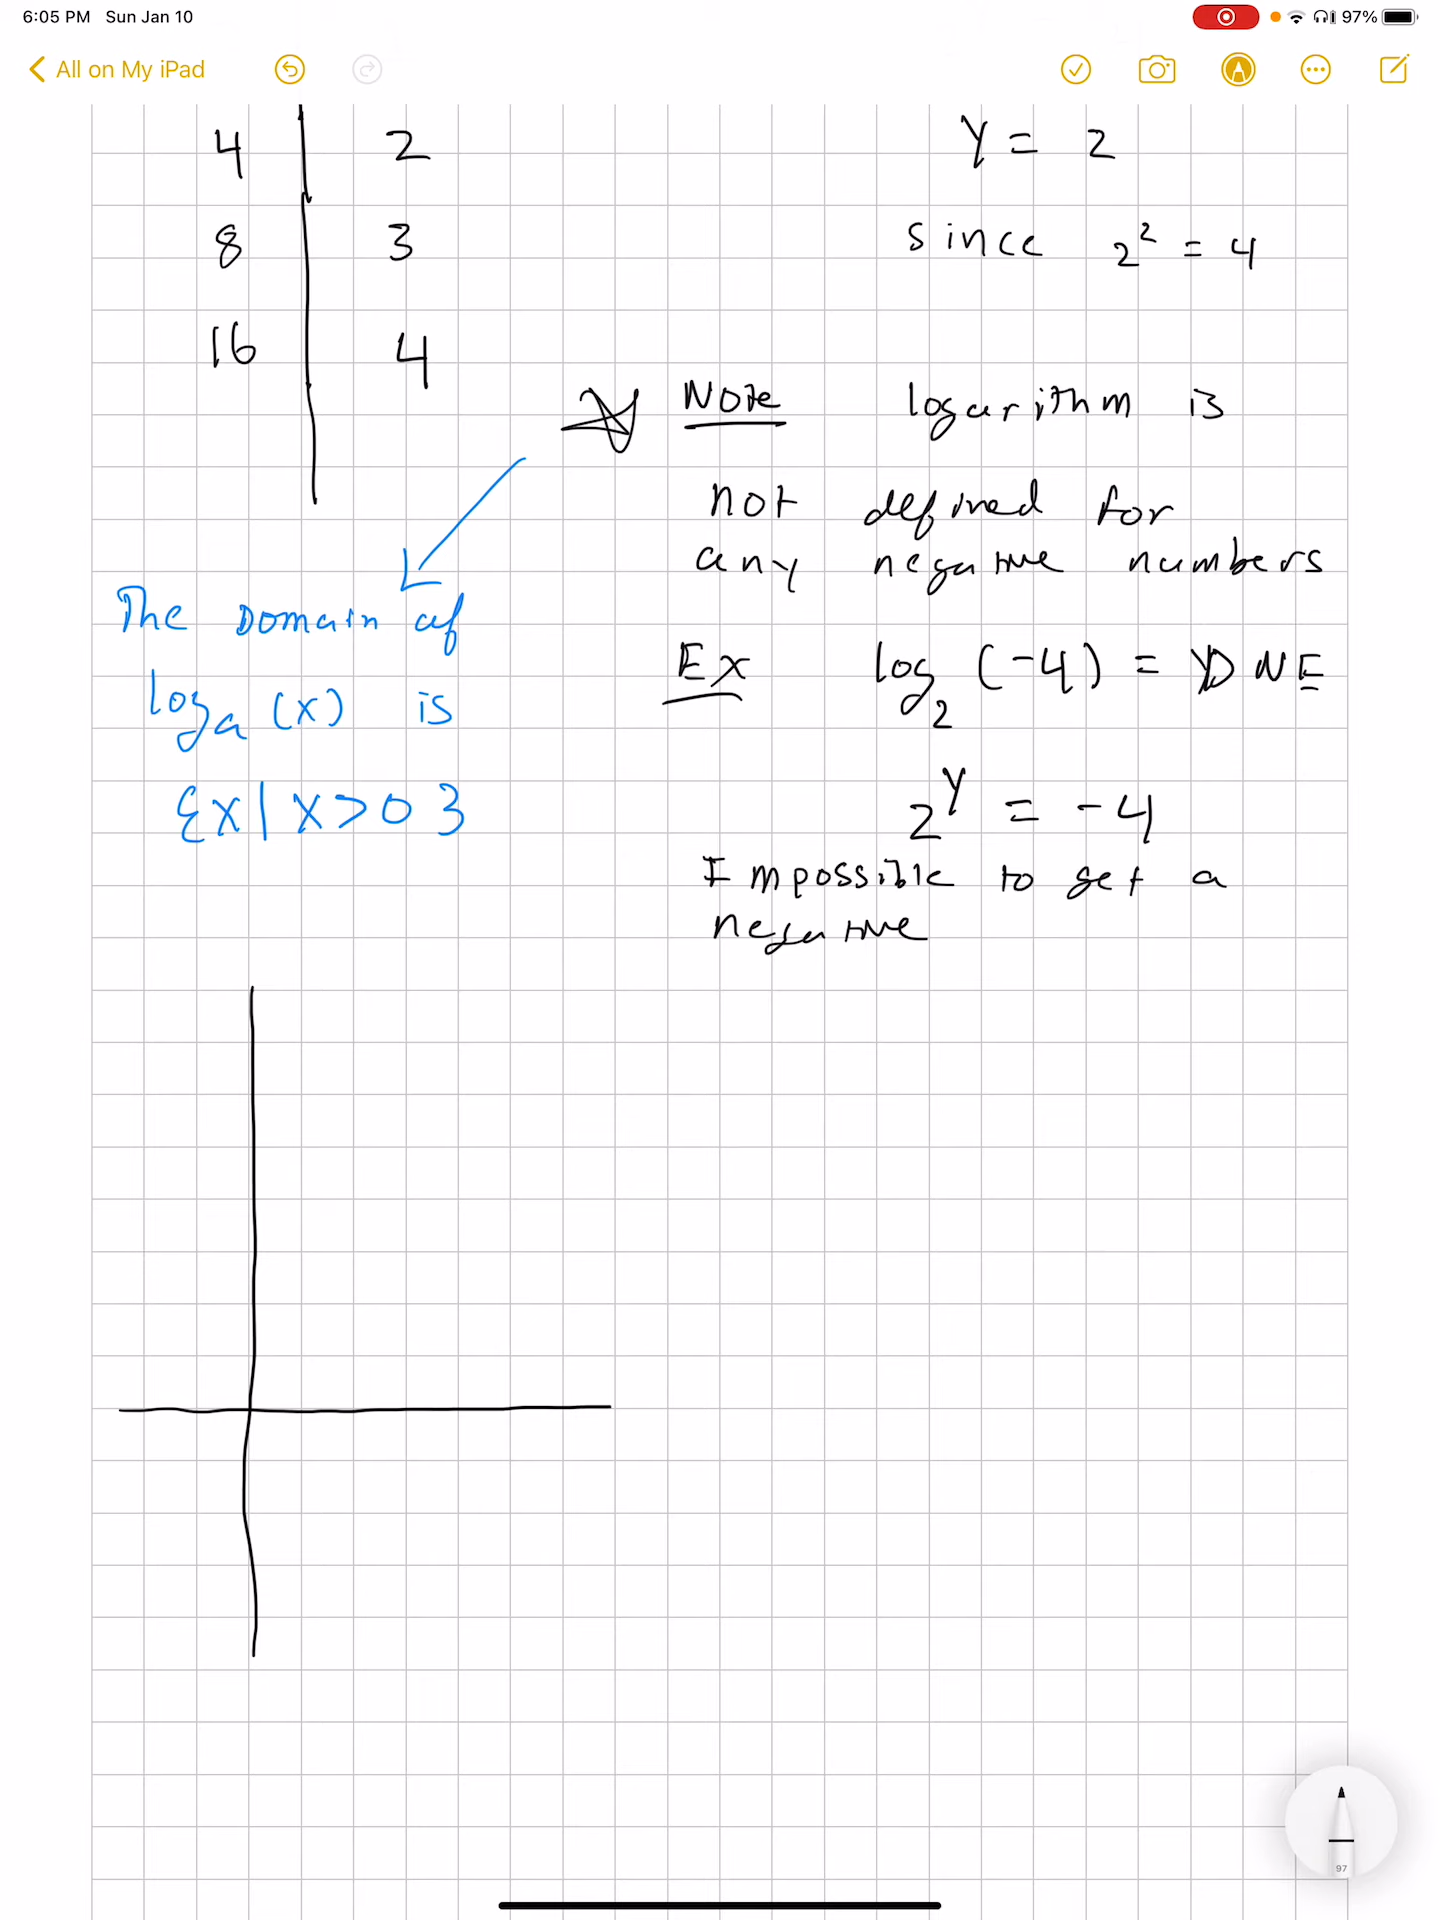 6:05 PM Sun Jan 10
97%
All on My iPad
4 2
8 3
16 4
Y = 2
since 2² = 4
Note logarithm is
not defined for
any negative numbers
Ex log₂ (-4) = DNE
2^Y = -4
Impossible to get a
negative
The Domain of
logₐ (x) is
{x | x > 0}
97